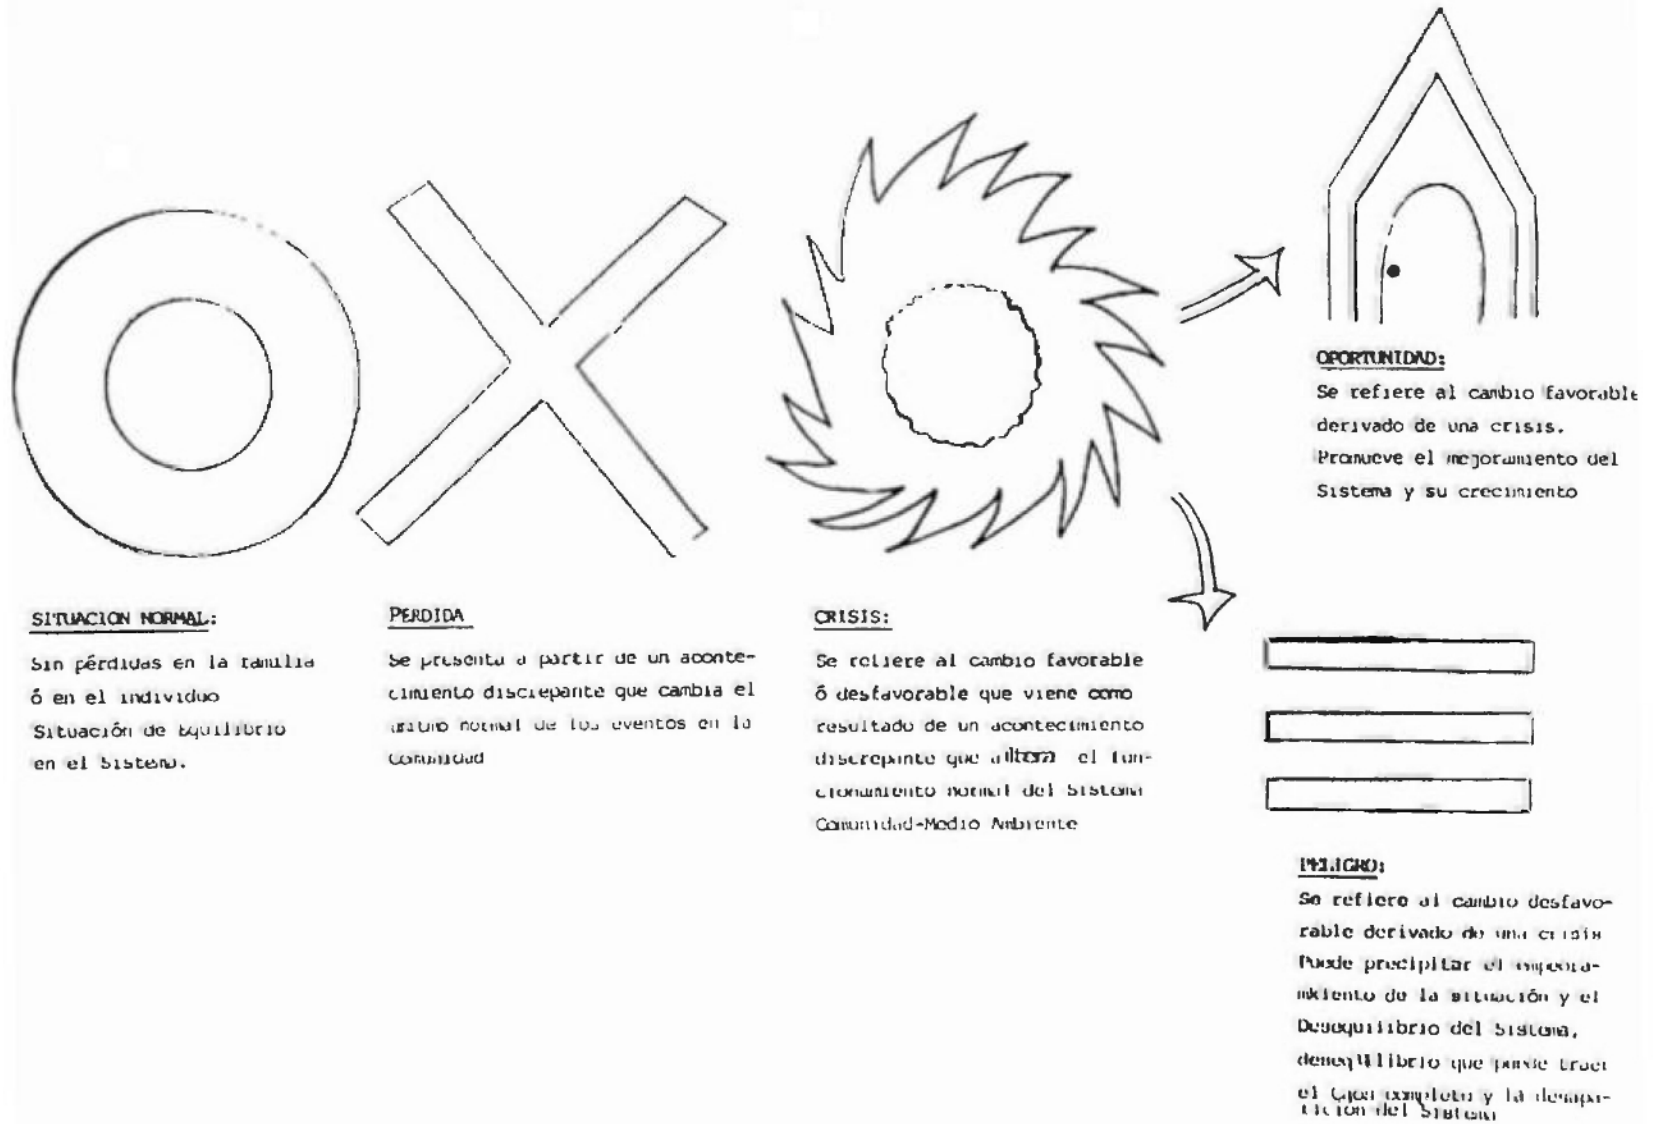 SITUACION NORMAL:
Sin pérdidas en la familia
ó en el individuo
Situación de Equilibrio
en el Sistema.
PERDIDA
Se presenta a partir de un aconte-
cimiento discrepante que cambia el
normal de los eventos en la
Comunidad
CRISIS:
Se refiere al cambio favorable
ó desfavorable que viene como
resultado de un acontecimiento
discrepante que altera el fun-
cionamiento normal del Sistema
Comunidad-Medio Ambiente
OPORTUNIDAD:
Se refiere al cambio favorable
derivado de una crisis.
Promueve el mejoramiento del
Sistema y su crecimiento
PELIGRO:
Se refiere al cambio desfavo-
rable derivado de una crisis
Puede precipitar el empeora-
miento de la situación y el
Desequilibrio del Sistema,
desequilibrio que puede traer
el completo y la desapa-
rición del Sistema